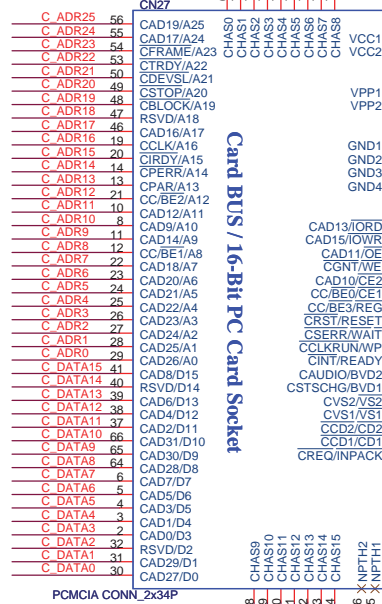 CN27
C_ADR25 56 CAD19/A25
C_ADR24 55 CAD17/A24
C_ADR23 54 CFRAME/A23
C_ADR22 53 CTRDY/A22
C_ADR21 50 CDEVSL/A21
C_ADR20 49 CSTOP/A20
C_ADR19 48 CBLOCK/A19
C_ADR18 47 RSVD/A18
C_ADR17 46 CAD16/A17
C_ADR16 19 CCLK/A16
C_ADR15 20 CIRDY/A15
C_ADR14 14 CPERR/A14
C_ADR13 13 CPAR/A13
C_ADR12 21 CC/BE2/A12
C_ADR11 10 CAD12/A11
C_ADR10 8 CAD9/A10
C_ADR9 11 CAD14/A9
C_ADR8 12 CC/BE1/A8
C_ADR7 22 CAD18/A7
C_ADR6 23 CAD20/A6
C_ADR5 24 CAD21/A5
C_ADR4 25 CAD22/A4
C_ADR3 26 CAD23/A3
C_ADR2 27 CAD24/A2
C_ADR1 28 CAD25/A1
C_ADR0 29 CAD26/A0
C_DATA15 41 CAD8/D15
C_DATA14 40 RSVD/D14
C_DATA13 39 CAD6/D13
C_DATA12 38 CAD4/D12
C_DATA11 37 CAD2/D11
C_DATA10 66 CAD31/D10
C_DATA9 65 CAD30/D9
C_DATA8 64 CAD28/D8
C_DATA7 6 CAD7/D7
C_DATA6 5 CAD5/D6
C_DATA5 4 CAD3/D5
C_DATA4 3 CAD1/D4
C_DATA3 2 CAD0/D3
C_DATA2 32 RSVD/D2
C_DATA1 31 CAD29/D1
C_DATA0 30 CAD27/D0
CHAS0
CHAS1
CHAS2
CHAS3
CHAS4
CHAS5
CHAS6
CHAS7
CHAS8
Card BUS / 16-Bit PC Card Socket
VCC1
VCC2
VPP1
VPP2
GND1
GND2
GND3
GND4
CAD13/IORD
CAD15/IOWR
CAD11/OE
CGNT/WE
CAD10/CE2
CC/BE0/CE1
CC/BE3/REG
CRST/RESET
CSERR/WAIT
CCLKRUN/WP
CINT/READY
CAUDIO/BVD2
CSTSCHG/BVD1
CVS2/VS2
CVS1/VS1
CCD2/CD2
CCD1/CD1
CREQ/INPACK
CHAS9
CHAS10
CHAS11
CHAS12
CHAS13
CHAS14
CHAS15
NPTH2
NPTH1
PCMCIA CONN_2x34P